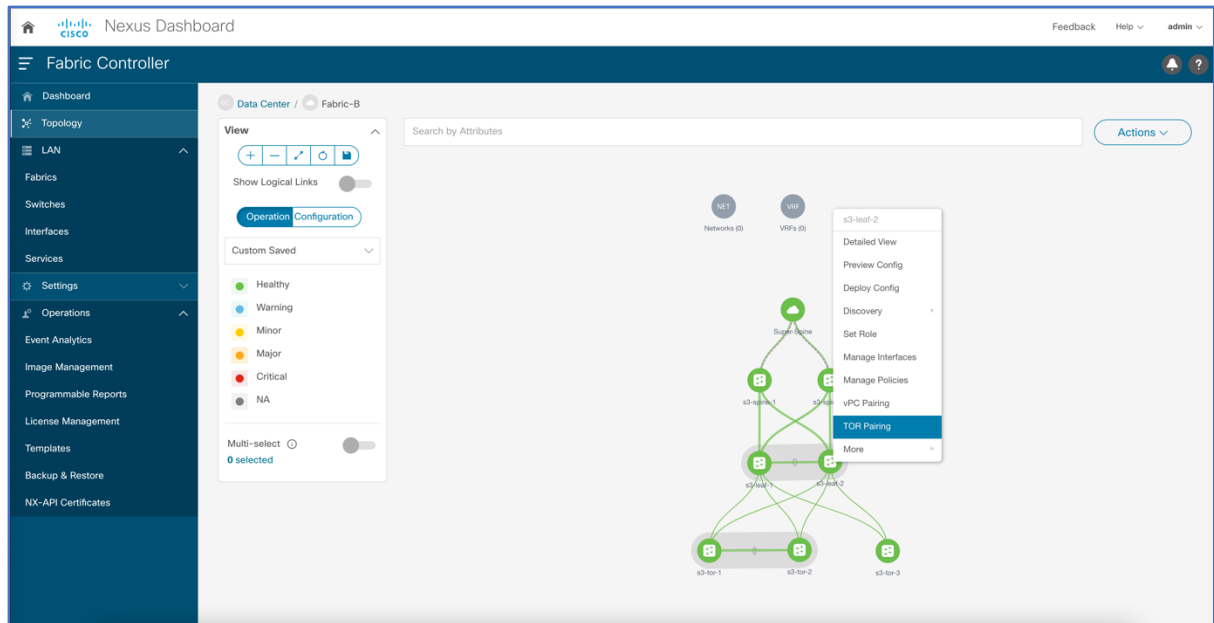 CISCO Nexus Dashboard
Feedback Help admin
Fabric Controller
?
Dashboard
Topology
LAN
Fabrics
Switches
Interfaces
Services
Settings
Operations
Event Analytics
Image Management
Programmable Reports
License Management
Templates
Backup & Restore
NX-API Certificates
Data Center / Fabric-B
View
Show Logical Links
Operation Configuration
Custom Saved
Healthy
Warning
Minor
Major
Critical
NA
Multi-select
0 selected
Search by Attributes
Actions
NET VRF
Networks (0) VRFs (0)
s3-leaf-2
Detailed View
Preview Config
Deploy Config
Discovery
Set Role
Manage Interfaces
Manage Policies
vPC Pairing
TOR Pairing
More
Super-Spine
s3-spine-1
s3-leaf-1 s3-leaf-2
s3-tor-1 s3-tor-2 s3-tor-3